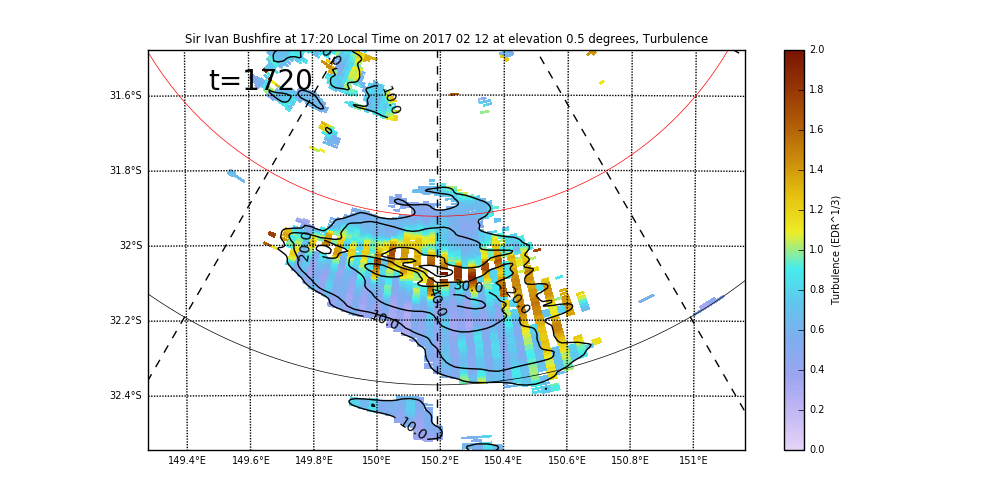 Sir Ivan Bushfire at 17:20 Local Time on 2017 02 12 at elevation 0.5 degrees, Turbulence
t=1720
31.6°S
31.8°S
32°S
32.2°S
32.4°S
149.4°E 149.6°E 149.8°E 150°E 150.2°E 150.4°E 150.6°E 150.8°E 151°E
10.0
0
20.0
30.0
20.0
10.0
10.0
2.0
1.8
1.6
1.4
1.2
1.0
0.8
0.6
0.4
0.2
0.0
Turbulence (EDR^1/3)